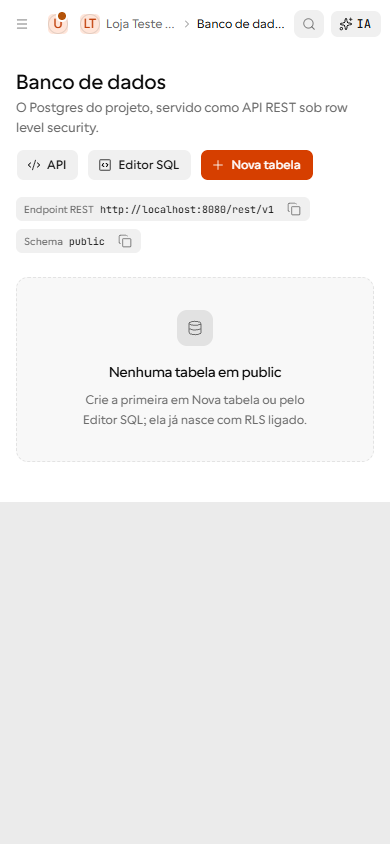 U LT Loja Teste ... > Banco de dad... IA
Banco de dados
O Postgres do projeto, servido como API REST sob row
level security.
API Editor SQL Nova tabela
Endpoint REST http://localhost:8080/rest/v1
Schema public
Nenhuma tabela em public
Crie a primeira em Nova tabela ou pelo
Editor SQL; ela já nasce com RLS ligado.